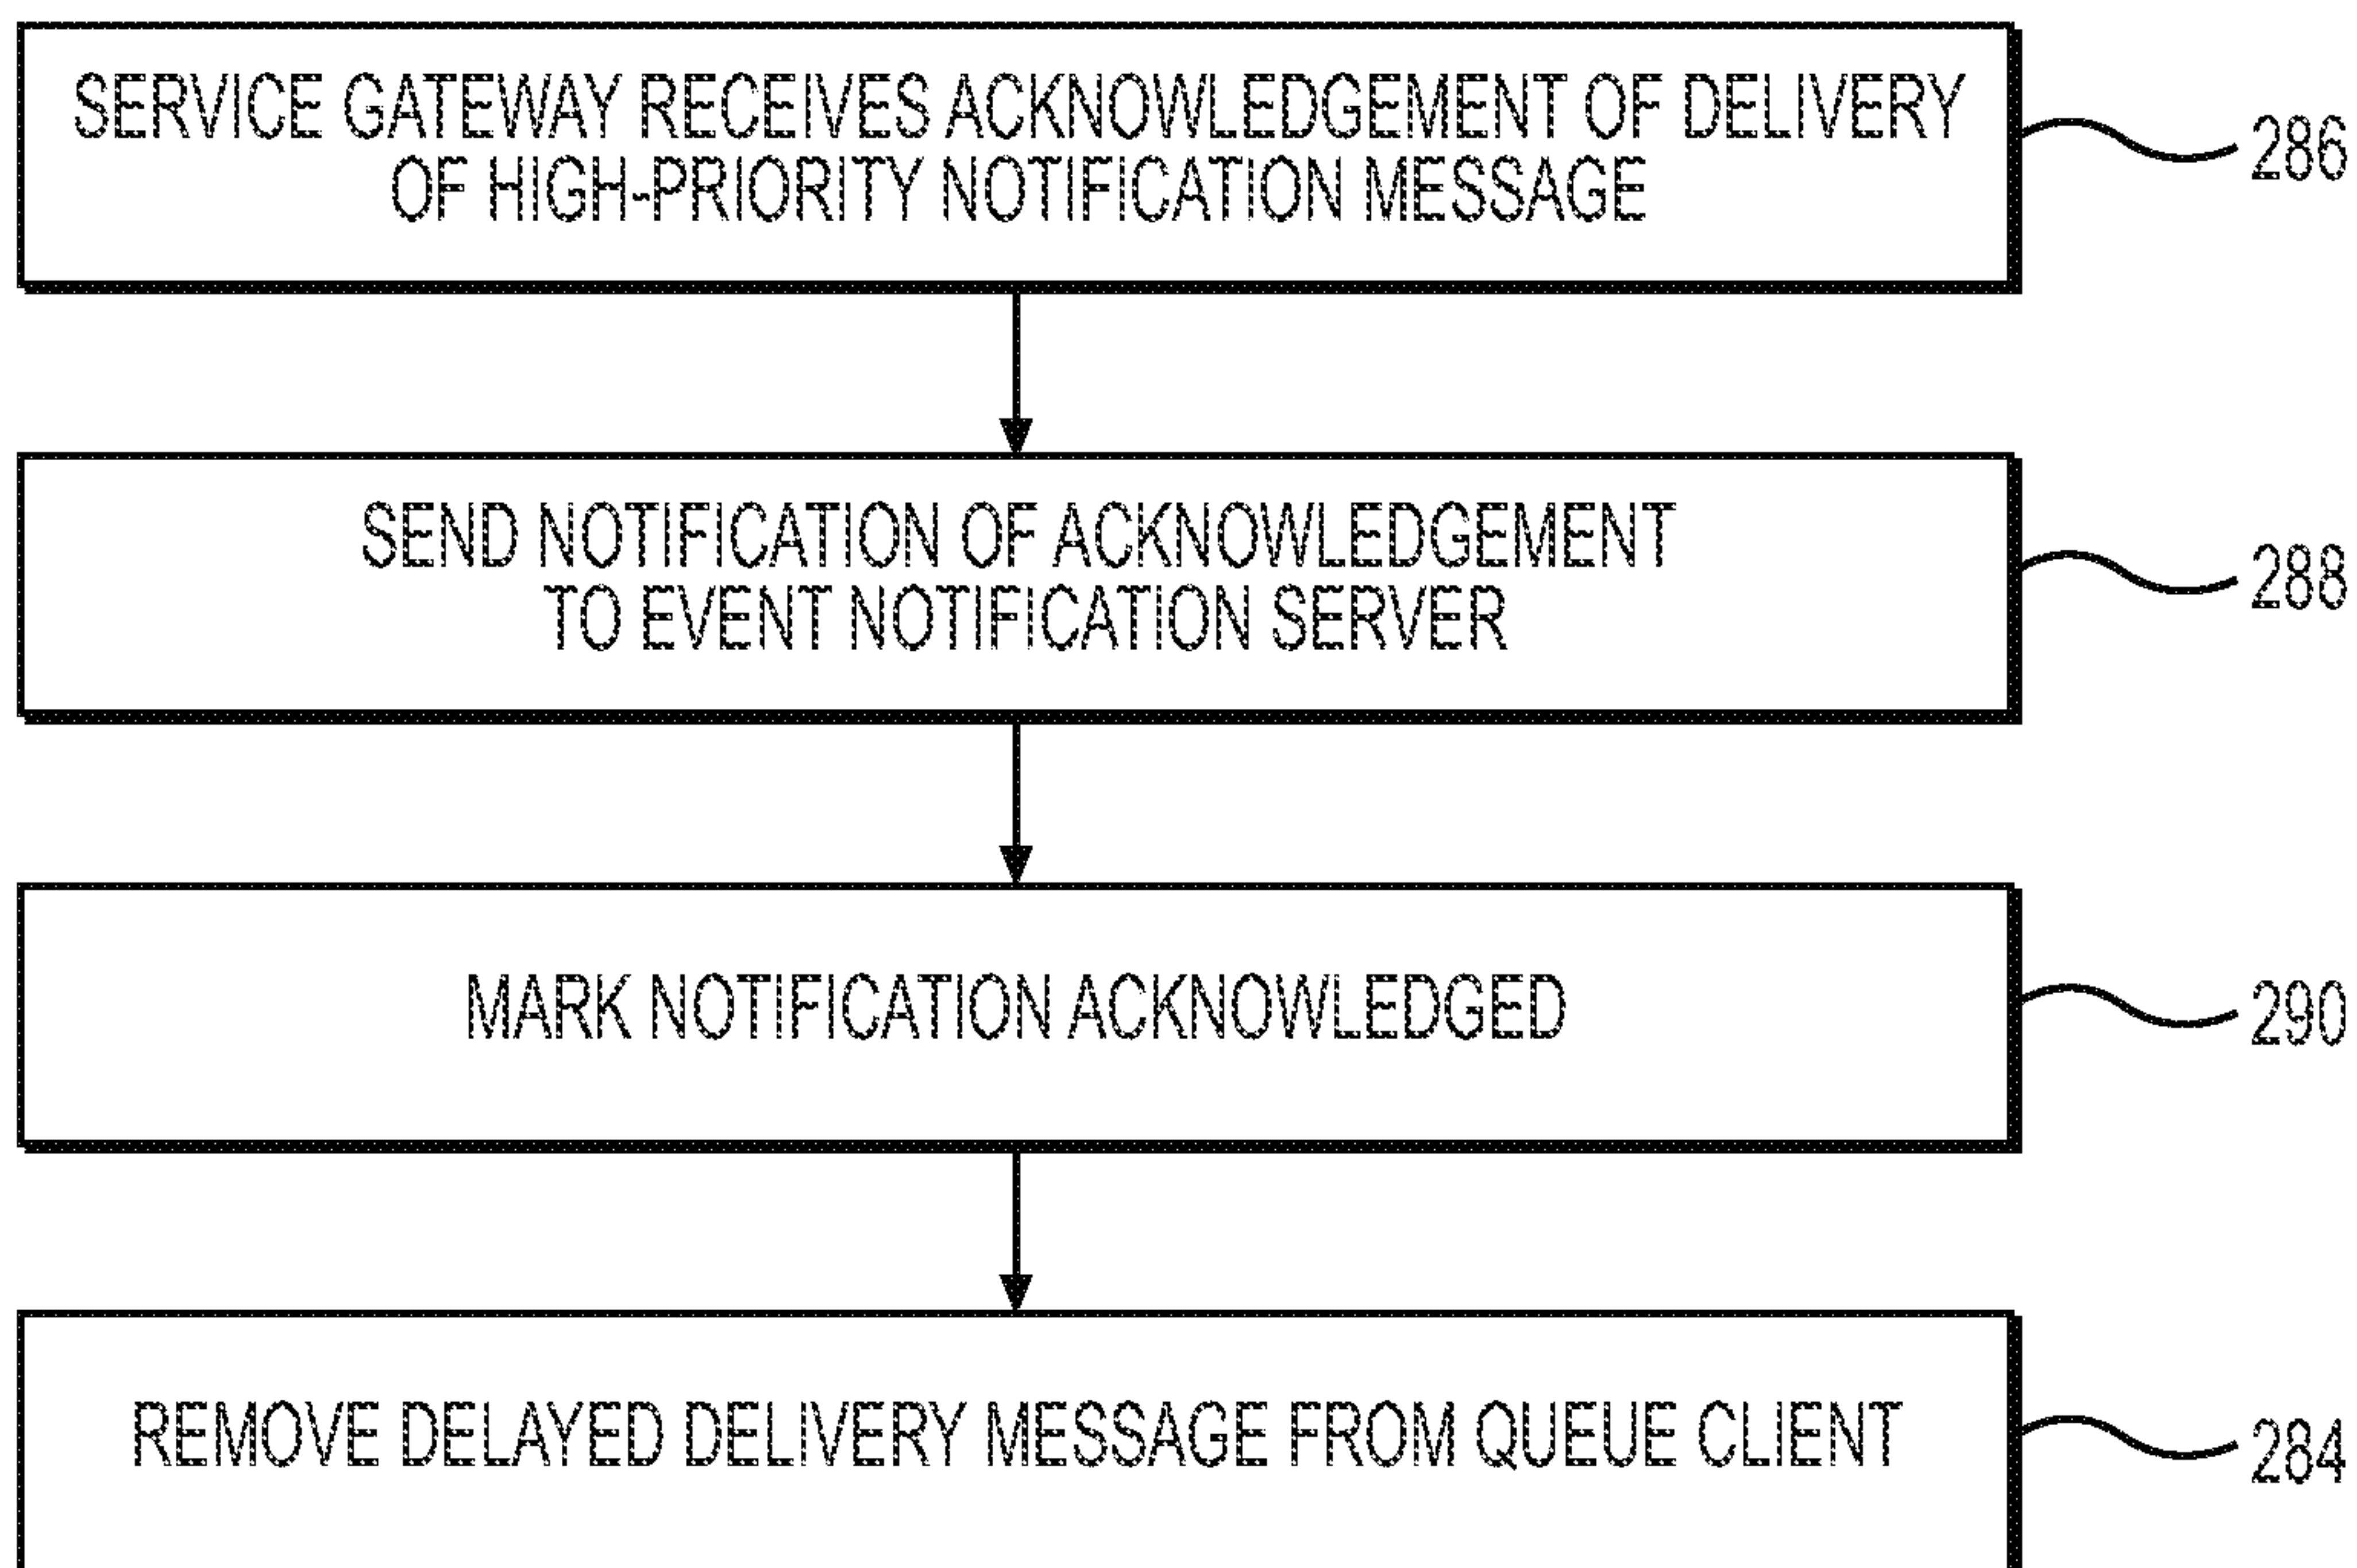 SERVICE GATEWAY RECEIVES ACKNOWLEDGEMENT OF DELIVERY
OF HIGH-PRIORITY NOTIFICATION MESSAGE
286
SEND NOTIFICATION OF ACKNOWLEDGEMENT
TO EVENT NOTIFICATION SERVER
288
MARK NOTIFICATION ACKNOWLEDGED
290
REMOVE DELAYED DELIVERY MESSAGE FROM QUEUE CLIENT
284